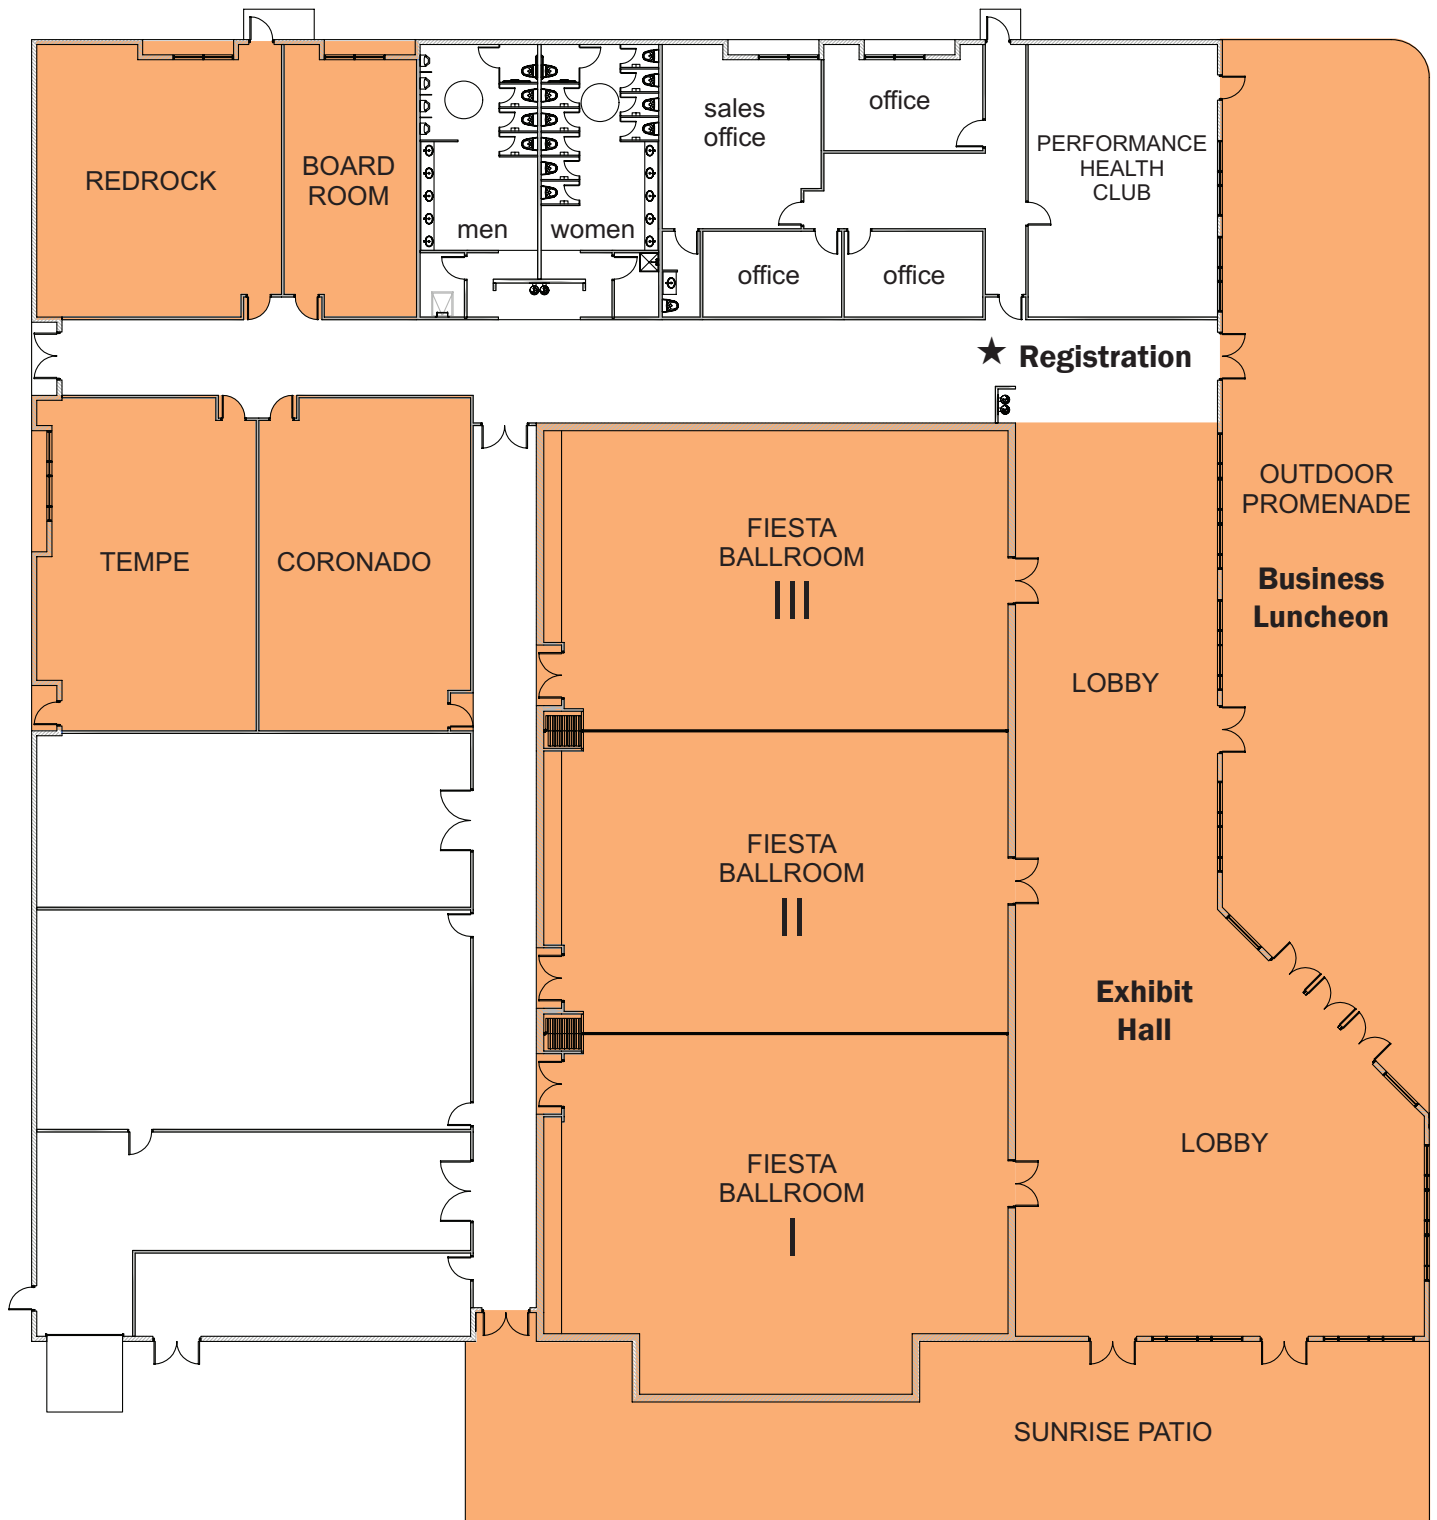 REDROCK
BOARD
ROOM
men
women
sales
office
office
office
office
PERFORMANCE
HEALTH
CLUB
★ Registration
TEMPE
CORONADO
FIESTA
BALLROOM
III
OUTDOOR
PROMENADE
Business
Luncheon
LOBBY
FIESTA
BALLROOM
II
Exhibit
Hall
LOBBY
FIESTA
BALLROOM
I
SUNRISE PATIO